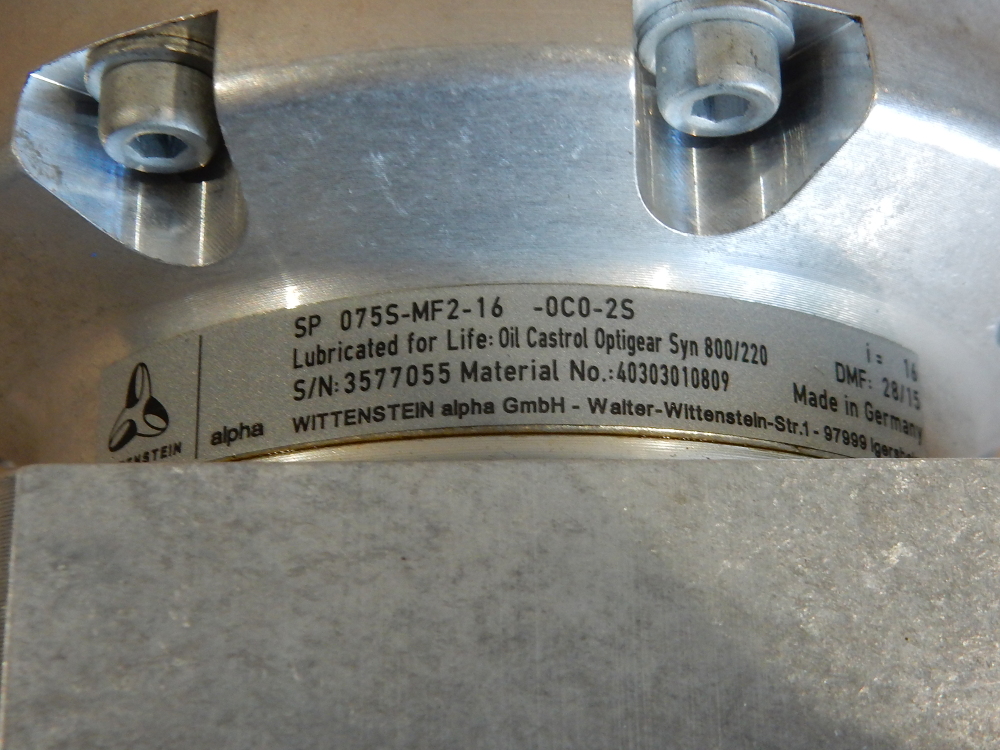 SP 075S-MF2-16 -0C0-2S
i = 16
Lubricated for Life: Oil Castrol Optigear Syn 800/220
DMF: 28/15
S/N: 3577055 Material No.:40303010809
Made in Germany
WITTENSTEIN alpha GmbH - Walter-Wittenstein-Str.1 - 97999
alpha